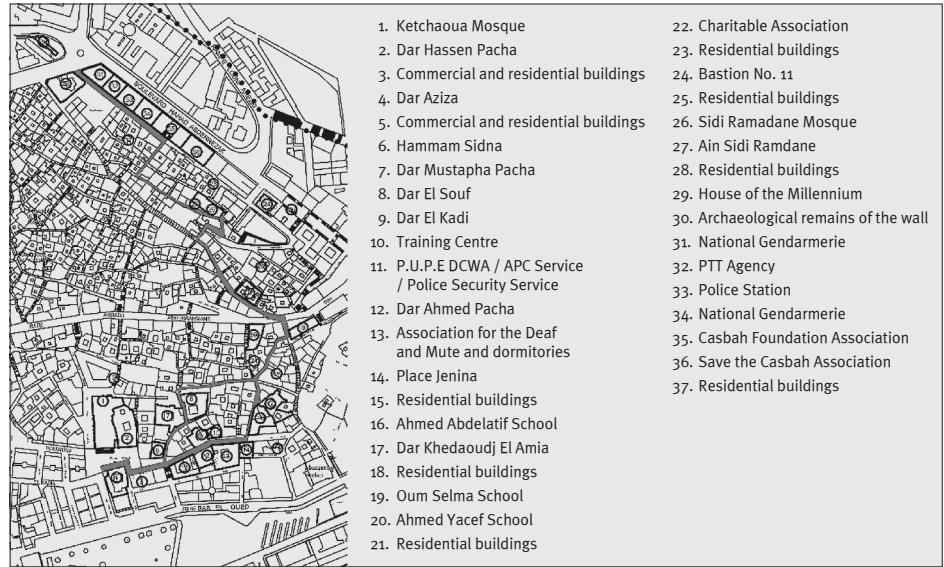 1. Ketchaoua Mosque
2. Dar Hassen Pacha
3. Commercial and residential buildings
4. Dar Aziza
5. Commercial and residential buildings
6. Hammam Sidna
7. Dar Mustapha Pacha
8. Dar El Souf
9. Dar El Kadi
10. Training Centre
11. P.U.P.E DCWA / APC Service
/ Police Security Service
12. Dar Ahmed Pacha
13. Association for the Deaf
and Mute and dormitories
14. Place Jenina
15. Residential buildings
16. Ahmed Abdelatif School
17. Dar Khedaoudj El Amia
18. Residential buildings
19. Oum Selma School
20. Ahmed Yacef School
21. Residential buildings
22. Charitable Association
23. Residential buildings
24. Bastion No. 11
25. Residential buildings
26. Sidi Ramadane Mosque
27. Ain Sidi Ramdane
28. Residential buildings
29. House of the Millennium
30. Archaeological remains of the wall
31. National Gendarmerie
32. PTT Agency
33. Police Station
34. National Gendarmerie
35. Casbah Foundation Association
36. Save the Casbah Association
37. Residential buildings
BOULEVARD HAHAD ABDERREZAK
RUE BAB EL OUED